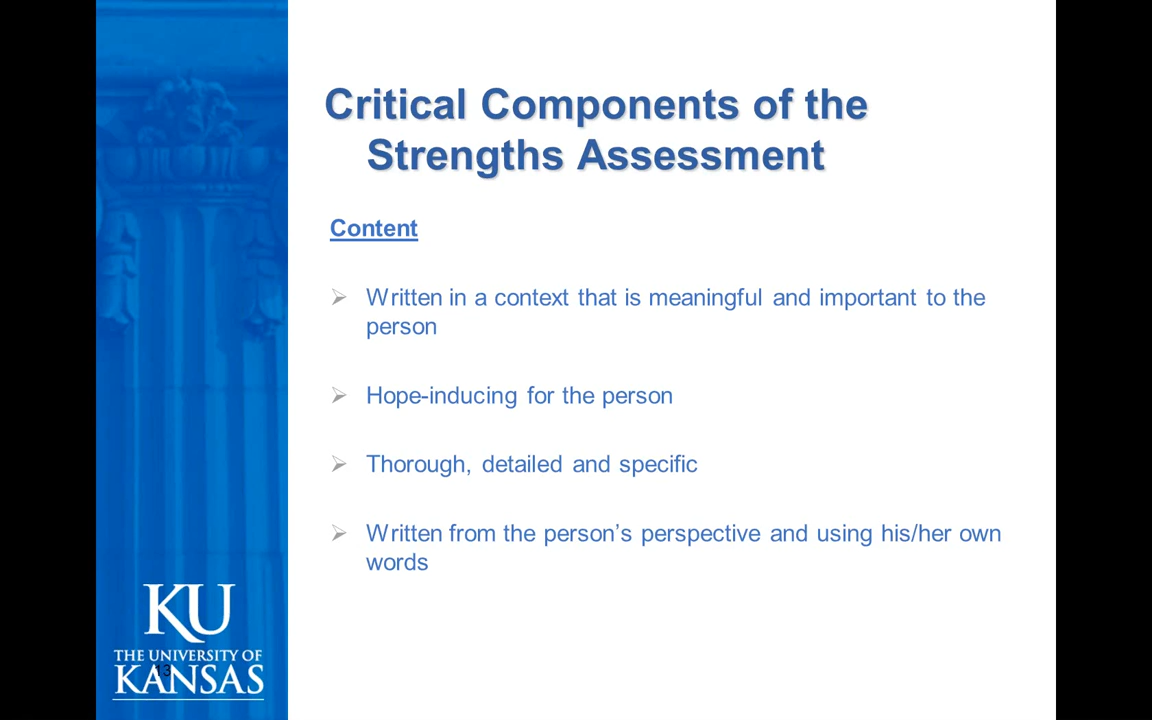 Critical Components of the
Strengths Assessment
Content
Written in a context that is meaningful and important to the
person
Hope-inducing for the person
Thorough, detailed and specific
Written from the person’s perspective and using his/her own
words
KU
THE UNIVERSITY OF
13
KANSAS